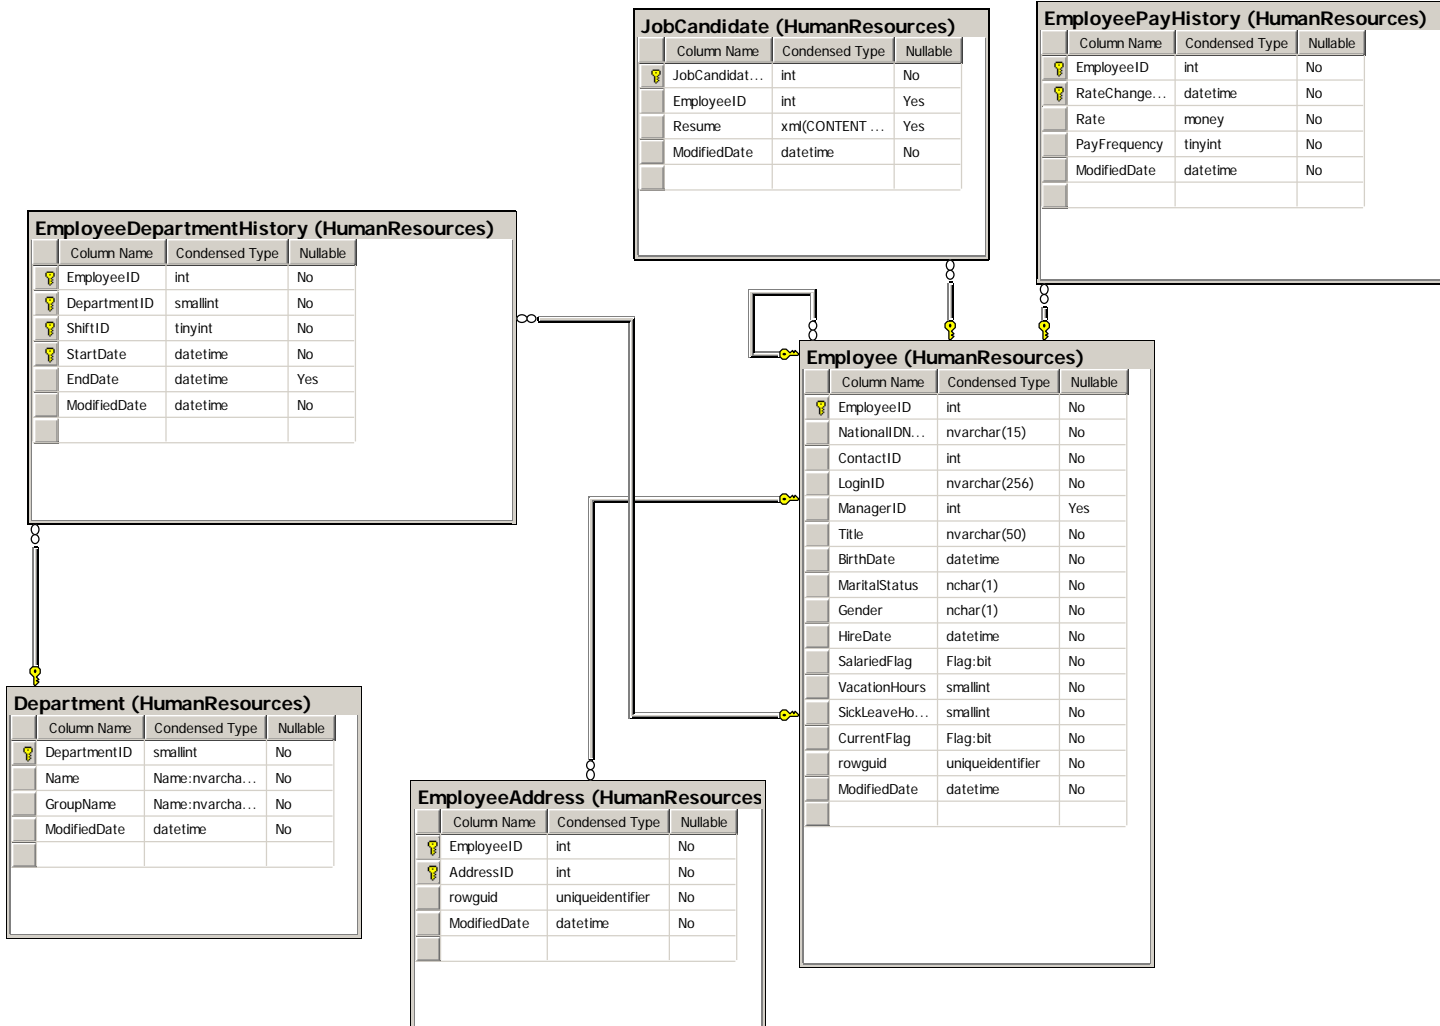 JobCandidate (HumanResources)
Column Name Condensed Type Nullable
JobCandidat... int No
EmployeeID int Yes
Resume xml(CONTENT ... Yes
ModifiedDate datetime No
EmployeePayHistory (HumanResources)
Column Name Condensed Type Nullable
EmployeeID int No
RateChange... datetime No
Rate money No
PayFrequency tinyint No
ModifiedDate datetime No
EmployeeDepartmentHistory (HumanResources)
Column Name Condensed Type Nullable
EmployeeID int No
DepartmentID smallint No
ShiftID tinyint No
StartDate datetime No
EndDate datetime Yes
ModifiedDate datetime No
Employee (HumanResources)
Column Name Condensed Type Nullable
EmployeeID int No
NationalIDN... nvarchar(15) No
ContactID int No
LoginID nvarchar(256) No
ManagerID int Yes
Title nvarchar(50) No
BirthDate datetime No
MaritalStatus nchar(1) No
Gender nchar(1) No
HireDate datetime No
SalariedFlag Flag:bit No
VacationHours smallint No
SickLeaveHo... smallint No
CurrentFlag Flag:bit No
rowguid uniqueidentifier No
ModifiedDate datetime No
Department (HumanResources)
Column Name Condensed Type Nullable
DepartmentID smallint No
Name Name:nvarcha... No
GroupName Name:nvarcha... No
ModifiedDate datetime No
EmployeeAddress (HumanResources
Column Name Condensed Type Nullable
EmployeeID int No
AddressID int No
rowguid uniqueidentifier No
ModifiedDate datetime No